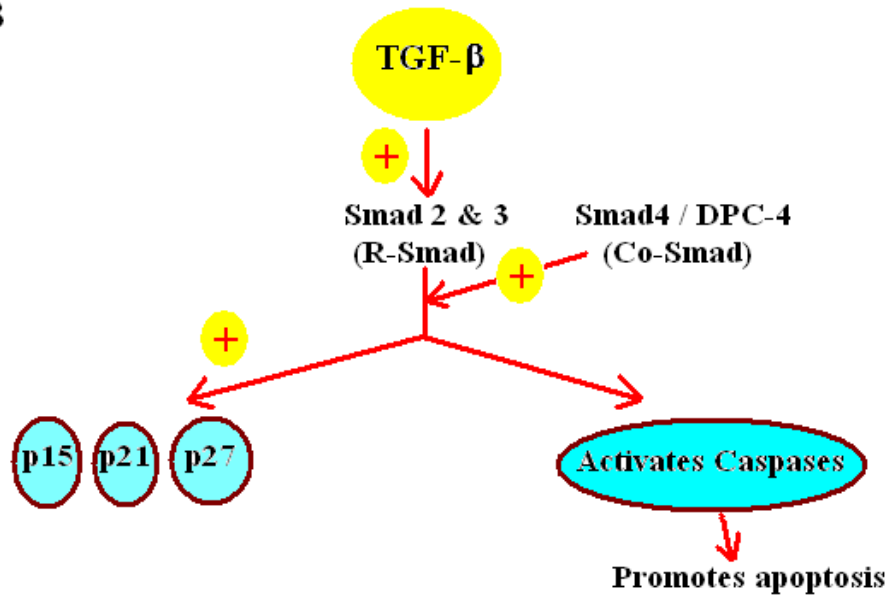 TGF-β
+
Smad 2 & 3
(R-Smad)
Smad4 / DPC-4
(Co-Smad)
+
+
p15
p21
p27
Activates Caspases
Promotes apoptosis